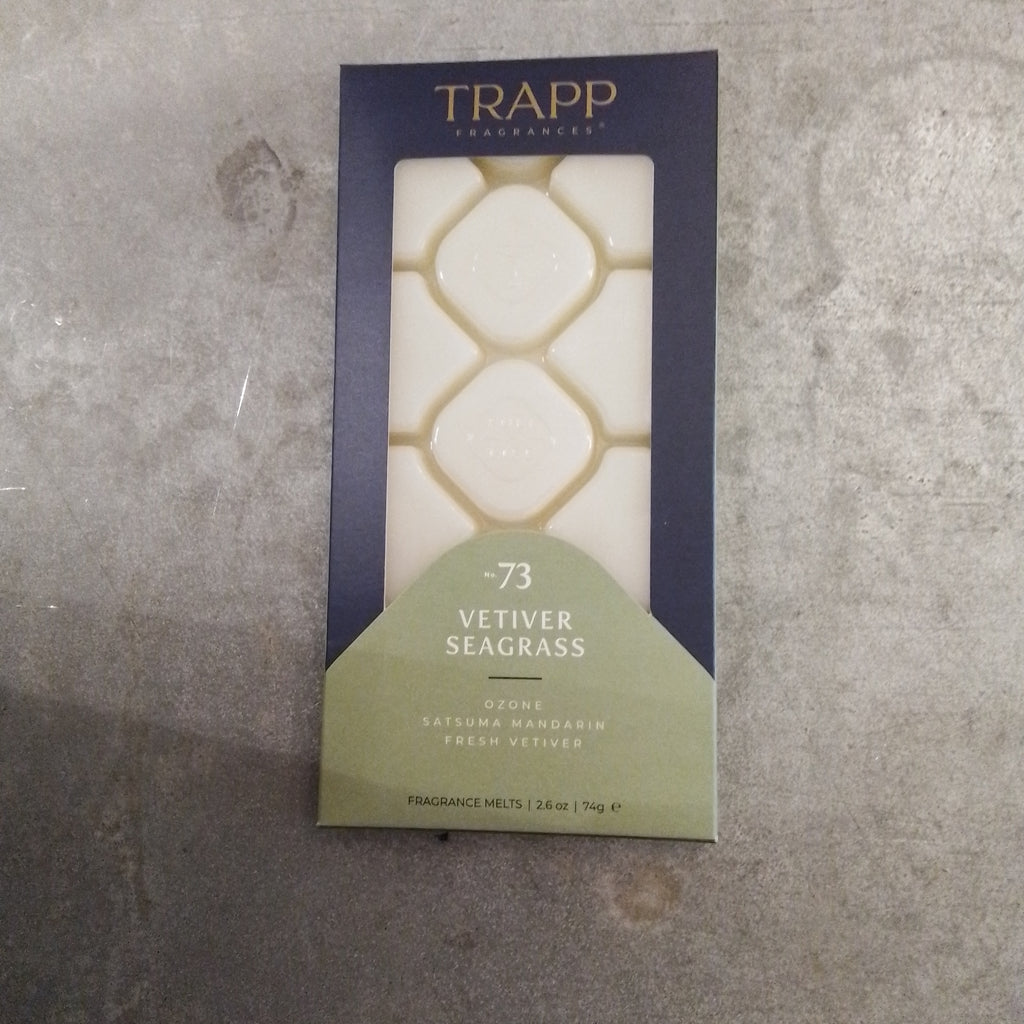 TRAPP
FRAGRANCES®
No. 73
VETIVER
SEAGRASS
OZONE
SATSUMA MANDARIN
FRESH VETIVER
FRAGRANCE MELTS | 2.6 oz | 74g ℮